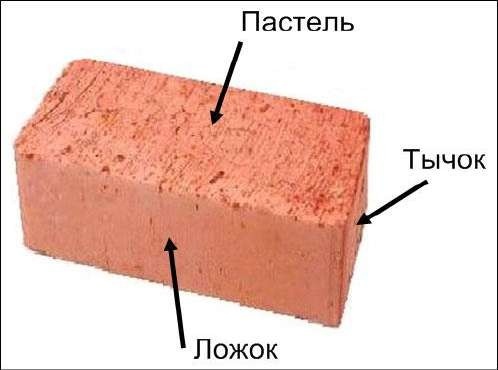 Пастель
Тычок
Ложок